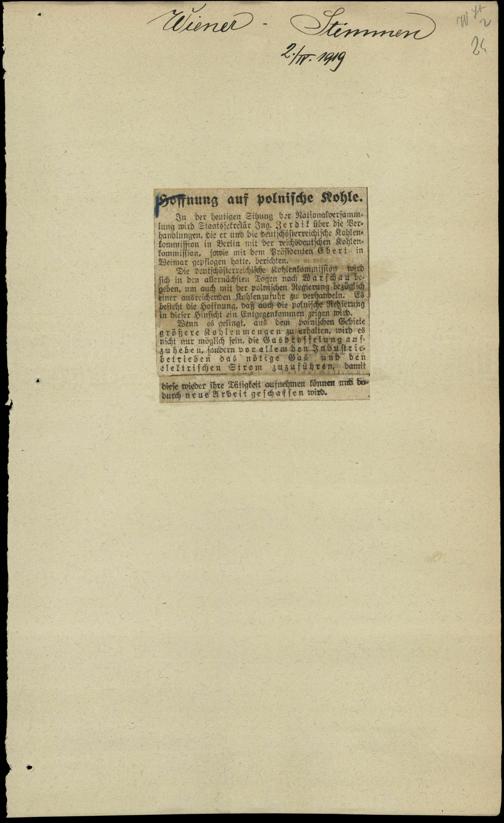 Wiener - Stimmen
2./IV. 1919
24
Hoffnung auf polnische Kohle.
In der heutigen Sitzung der Nationalversamm-
lung wird Staatssekretär Ing. Zerdik über die Ver-
handlungen, die er und die deutschösterreichische Kohlen-
kommission in Berlin mit der reichsdeutschen Kohlen-
kommission, sowie mit dem Präsidenten Ebert in
Weimar gepflogen hatte, berichten.
Die deutschösterreichische Kohlenkommission wird
sich in den allernächsten Tagen nach Warschau be-
geben, um auch mit der polnischen Regierung bezüglich
einer ausreichenden Kohlenzufuhr zu verhandeln. Es
besteht die Hoffnung, daß auch die polnische Regierung
in dieser Hinsicht ein Entgegenkommen zeigen wird.
Wenn es gelingt, aus dem polnischen Gebiete
größere Kohlenmengen zu erhalten, wird es
nicht nur möglich sein, die Gasdrosselung auf-
zuheben, sondern vor allem den Industrie-
betrieben das nötige Gas und den
elektrischen Strom zuzuführen, damit
diese wieder ihre Tätigkeit aufnehmen können und da-
durch neue Arbeit geschaffen wird.